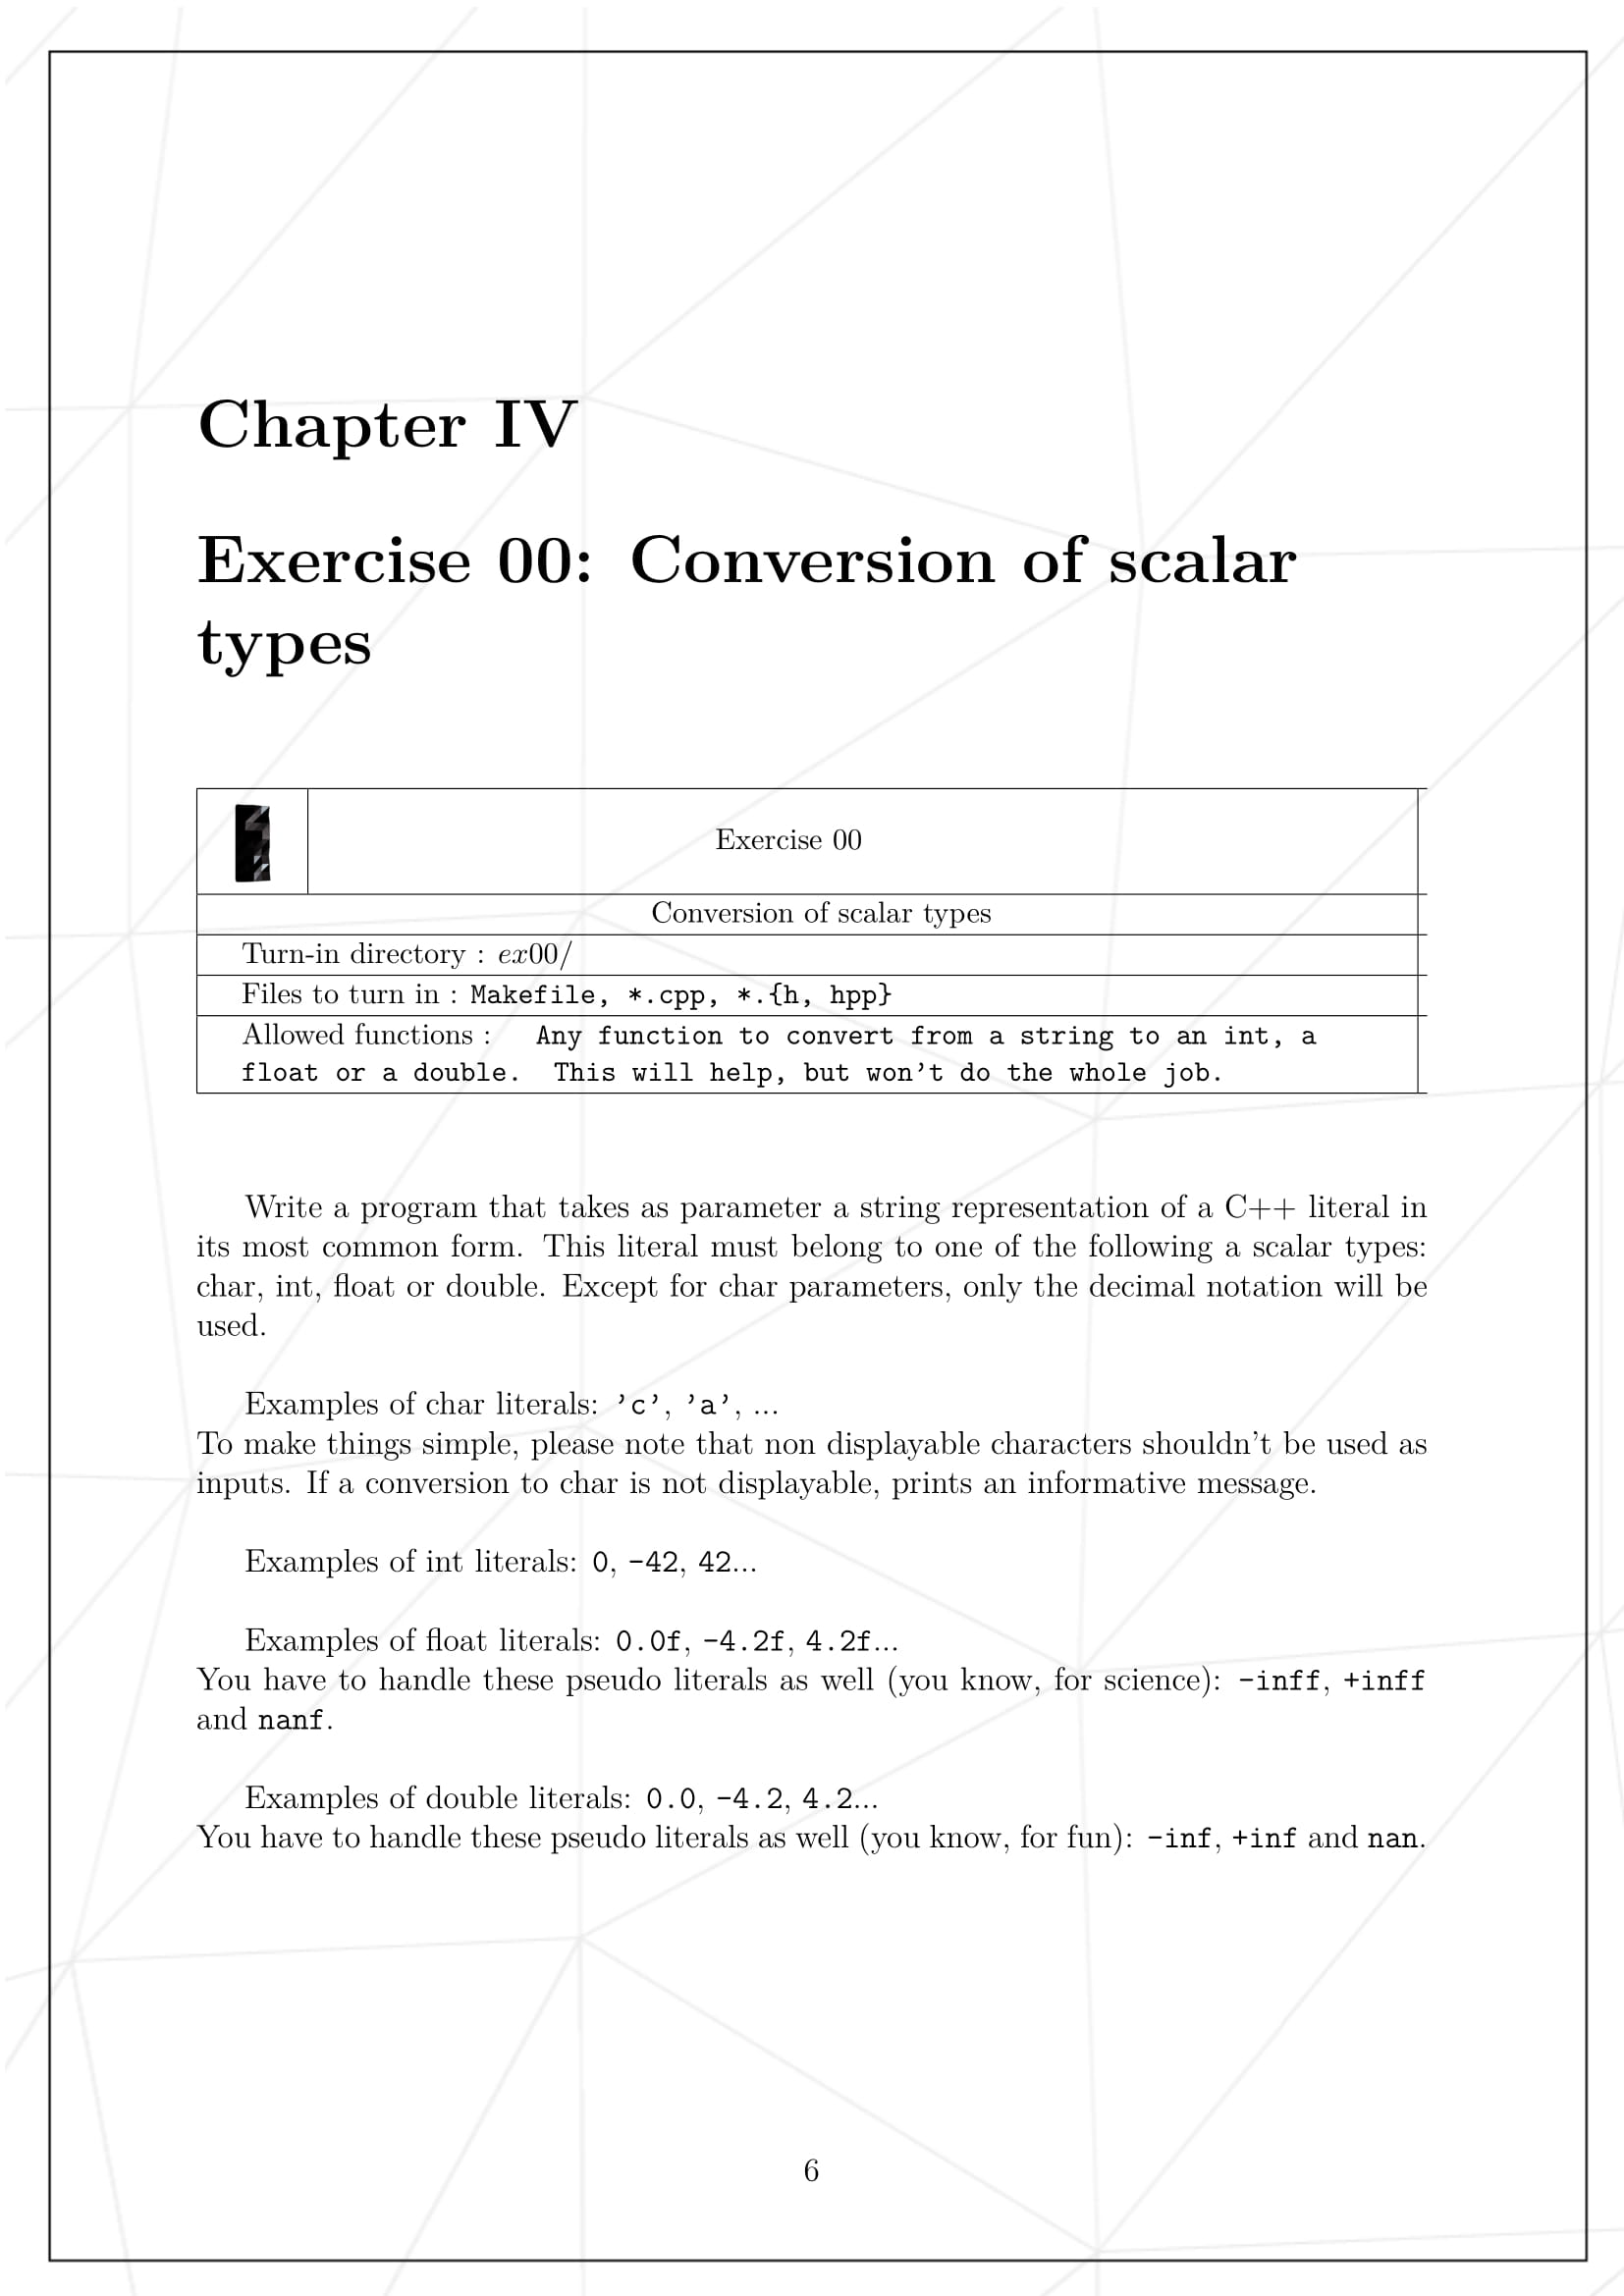 Chapter IV
Exercise 00: Conversion of scalar
types
Exercise 00
Conversion of scalar types
Turn-in directory : ex00/
Files to turn in : Makefile, *.cpp, *.{h, hpp}
Allowed functions : Any function to convert from a string to an int, a
float or a double. This will help, but won't do the whole job.
Write a program that takes as parameter a string representation of a C++ literal in
its most common form. This literal must belong to one of the following a scalar types:
char, int, float or double. Except for char parameters, only the decimal notation will be
used.
Examples of char literals: 'c', 'a', ...
To make things simple, please note that non displayable characters shouldn't be used as
inputs. If a conversion to char is not displayable, prints an informative message.
Examples of int literals: 0, -42, 42...
Examples of float literals: 0.0f, -4.2f, 4.2f...
You have to handle these pseudo literals as well (you know, for science): -inff, +inff
and nanf.
Examples of double literals: 0.0, -4.2, 4.2...
You have to handle these pseudo literals as well (you know, for fun): -inf, +inf and nan.
6